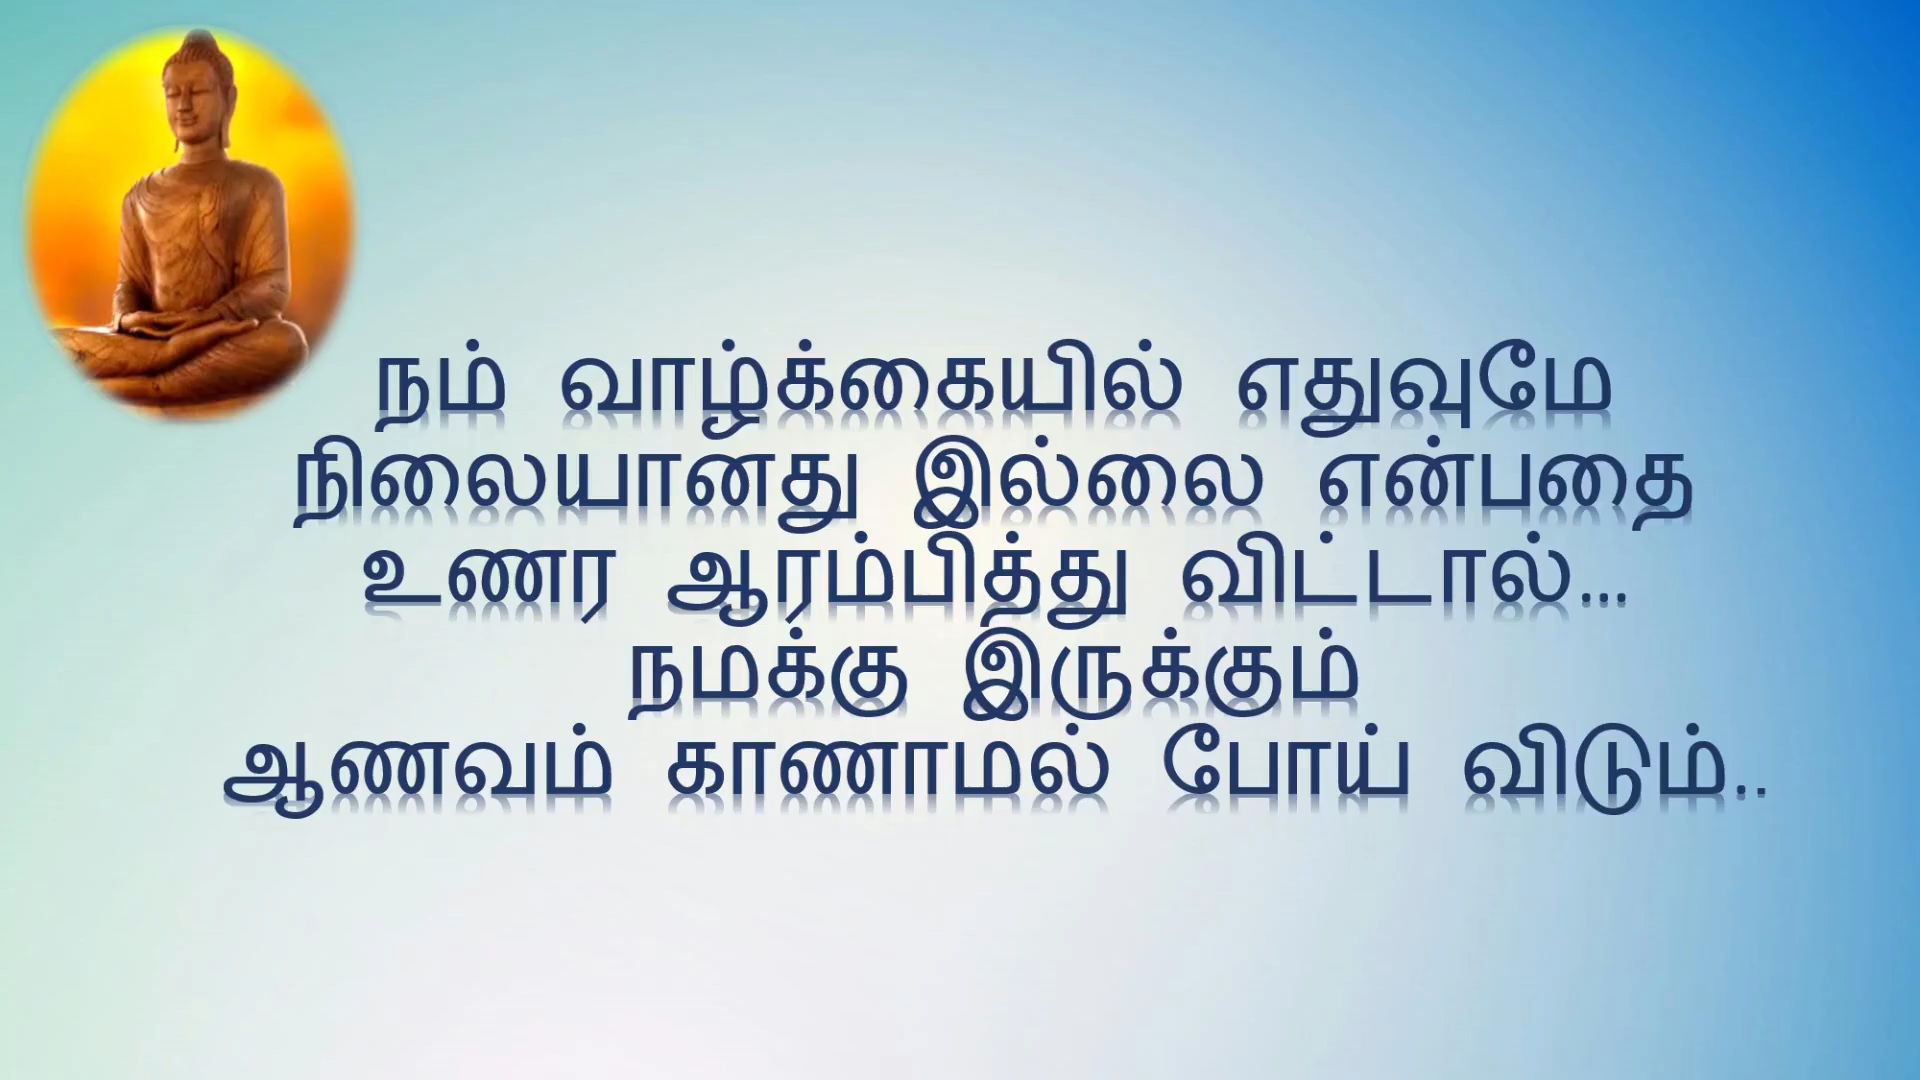 நம் வாழ்க்கையில் எதுவுமே
நிலையானது இல்லை என்பதை
உணர ஆரம்பித்து விட்டால்...
நமக்கு இருக்கும்
ஆணவம் காணாமல் போய் விடும்..